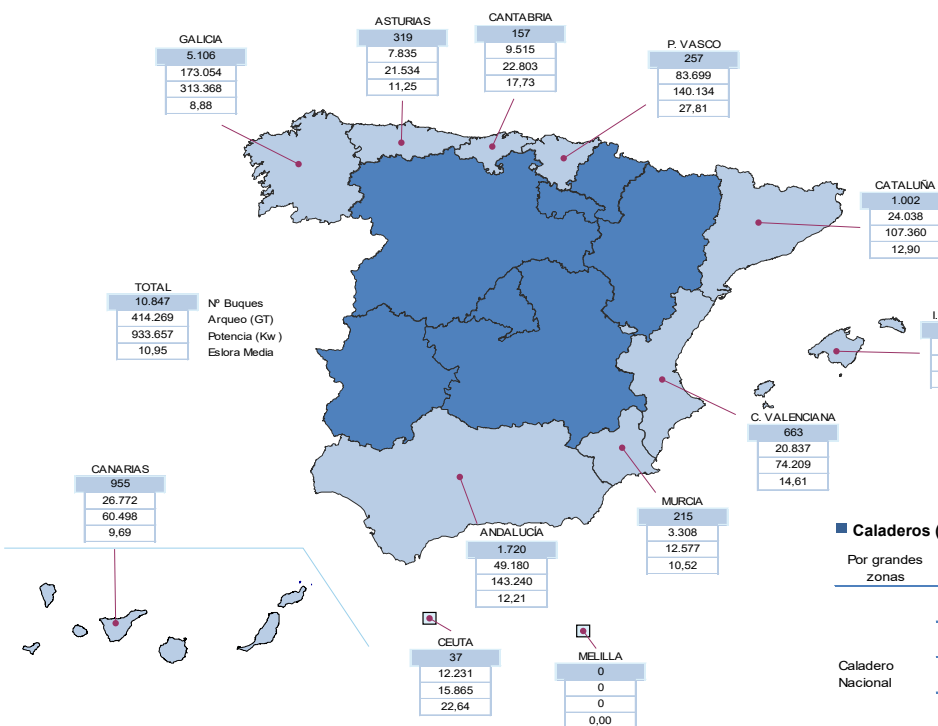 GALICIA
5.106
173.054
313.368
8,88
ASTURIAS
319
7.835
21.534
11,25
CANTABRIA
157
9.515
22.803
17,73
P. VASCO
257
83.699
140.134
27,81
CATALUÑA
1.002
24.038
107.360
12,90
TOTAL
10.847 Nº Buques
414.269 Arqueo (GT)
933.657 Potencia (Kw)
10,95 Eslora Media
I.
C. VALENCIANA
663
20.837
74.209
14,61
CANARIAS
955
26.772
60.498
9,69
MURCIA
215
3.308
12.577
10,52
ANDALUCÍA
1.720
49.180
143.240
12,21
CEUTA
37
12.231
15.865
22,64
MELILLA
0
0
0
0,00
Caladeros (
Por grandes
zonas
Caladero
Nacional